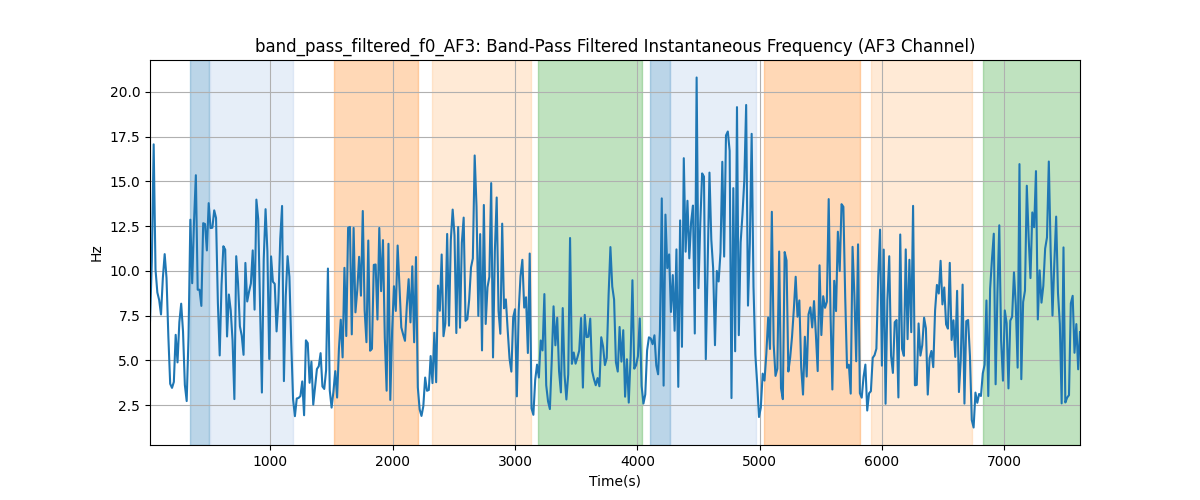 band_pass_filtered_f0_AF3: Band-Pass Filtered Instantaneous Frequency (AF3 Channel)
20.0
17.5
15.0
12.5
10.0
7.5
5.0
2.5
Hz
1000 2000 3000 4000 5000 6000 7000
Time(s)